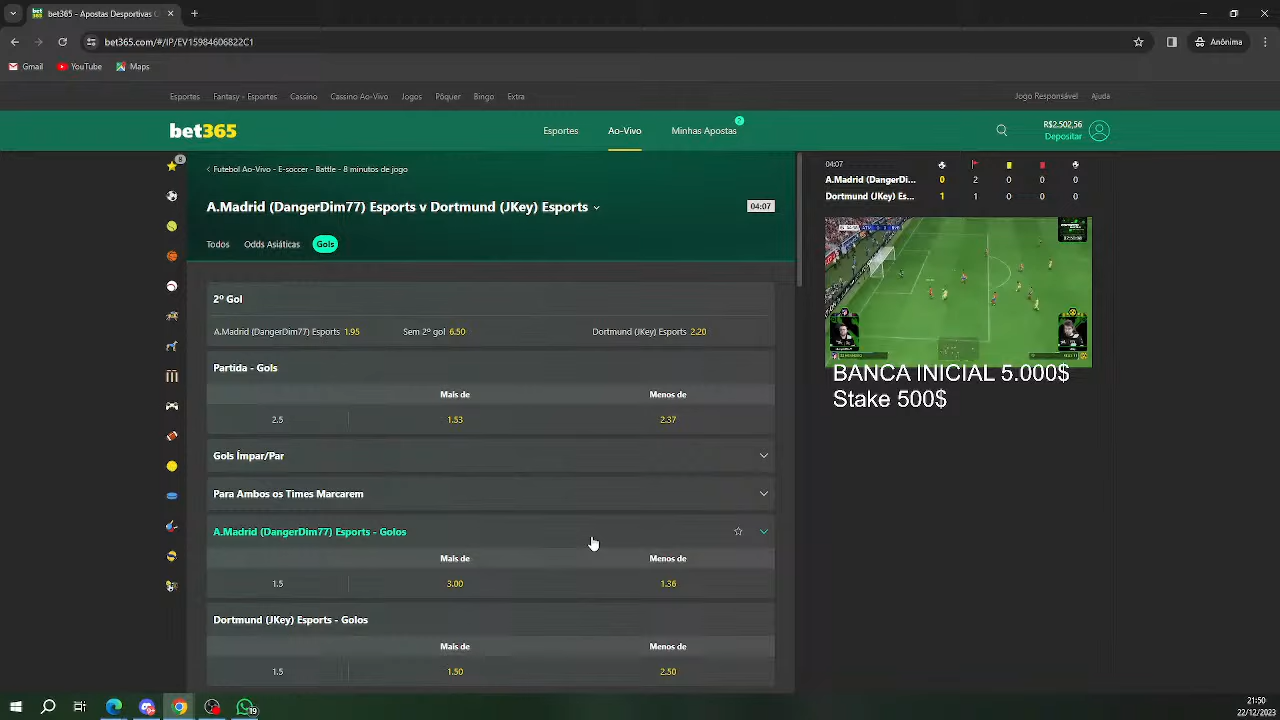 bet365 - Apostas Desportivas C
bet365.com/#/IP/EV15984606822C1
Anônima
Gmail YouTube Maps
Esportes Fantasy - Esportes Cassino Cassino Ao-Vivo Jogos Pôquer Bingo Extra Jogo Responsável Ajuda
bet365 Esportes Ao-Vivo Minhas Apostas 2 R$2.502,56
Depositar
8
Futebol Ao-Vivo - E-soccer - Battle - 8 minutos de jogo
A.Madrid (DangerDim77) Esports v Dortmund (JKey) Esports 04:07
Todos Odds Asiáticas Gols
2º Gol
A.Madrid (DangerDim77) Esports 1.95 Sem 2º gol 6.50 Dortmund (JKey) Esports 2.20
Partida - Gols
Mais de Menos de
2.5 1.53 2.37
Gols Ímpar/Par
Para Ambos os Times Marcarem
A.Madrid (DangerDim77) Esports - Golos
Mais de Menos de
1.5 3.00 1.36
Dortmund (JKey) Esports - Golos
Mais de Menos de
1.5 1.50 2.50
04:07
A.Madrid (DangerDi... 0 2 0 0 0
Dortmund (JKey) Es... 1 1 0 0 0
BANCA INICIAL 5.000$
Stake 500$
19
21:50
22/12/2023